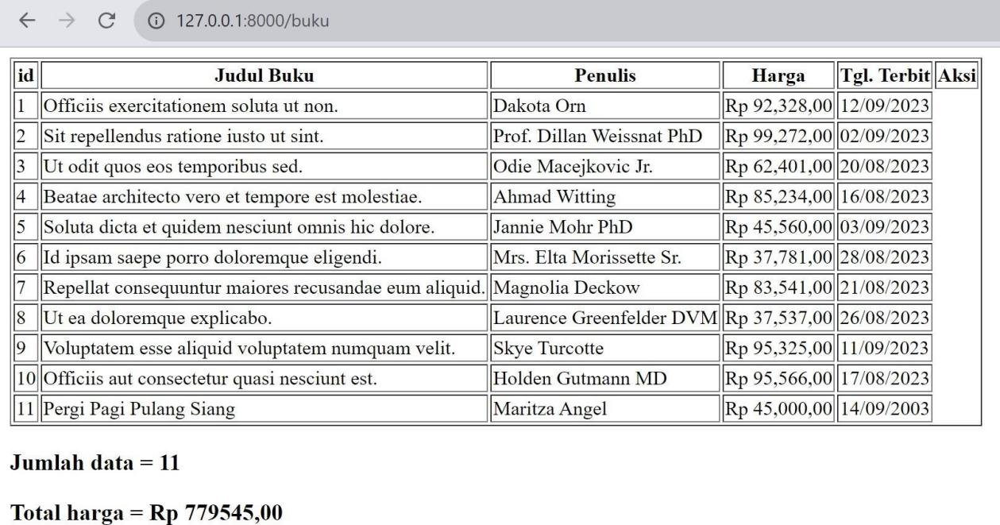 127.0.0.1:8000/buku
id Judul Buku Penulis Harga Tgl. Terbit Aksi
1 Officiis exercitationem soluta ut non. Dakota Orn Rp 92,328,00 12/09/2023
2 Sit repellendus ratione iusto ut sint. Prof. Dillan Weissnat PhD Rp 99,272,00 02/09/2023
3 Ut odit quos eos temporibus sed. Odie Macejkovic Jr. Rp 62,401,00 20/08/2023
4 Beatae architecto vero et tempore est molestiae. Ahmad Witting Rp 85,234,00 16/08/2023
5 Soluta dicta et quidem nesciunt omnis hic dolore. Jannie Mohr PhD Rp 45,560,00 03/09/2023
6 Id ipsam saepe porro doloremque eligendi. Mrs. Elta Morissette Sr. Rp 37,781,00 28/08/2023
7 Repellat consequuntur maiores recusandae eum aliquid. Magnolia Deckow Rp 83,541,00 21/08/2023
8 Ut ea doloremque explicabo. Laurence Greenfelder DVM Rp 37,537,00 26/08/2023
9 Voluptatem esse aliquid voluptatem numquam velit. Skye Turcotte Rp 95,325,00 11/09/2023
10 Officiis aut consectetur quasi nesciunt est. Holden Gutmann MD Rp 95,566,00 17/08/2023
11 Pergi Pagi Pulang Siang Maritza Angel Rp 45,000,00 14/09/2003
Jumlah data = 11
Total harga = Rp 779545,00